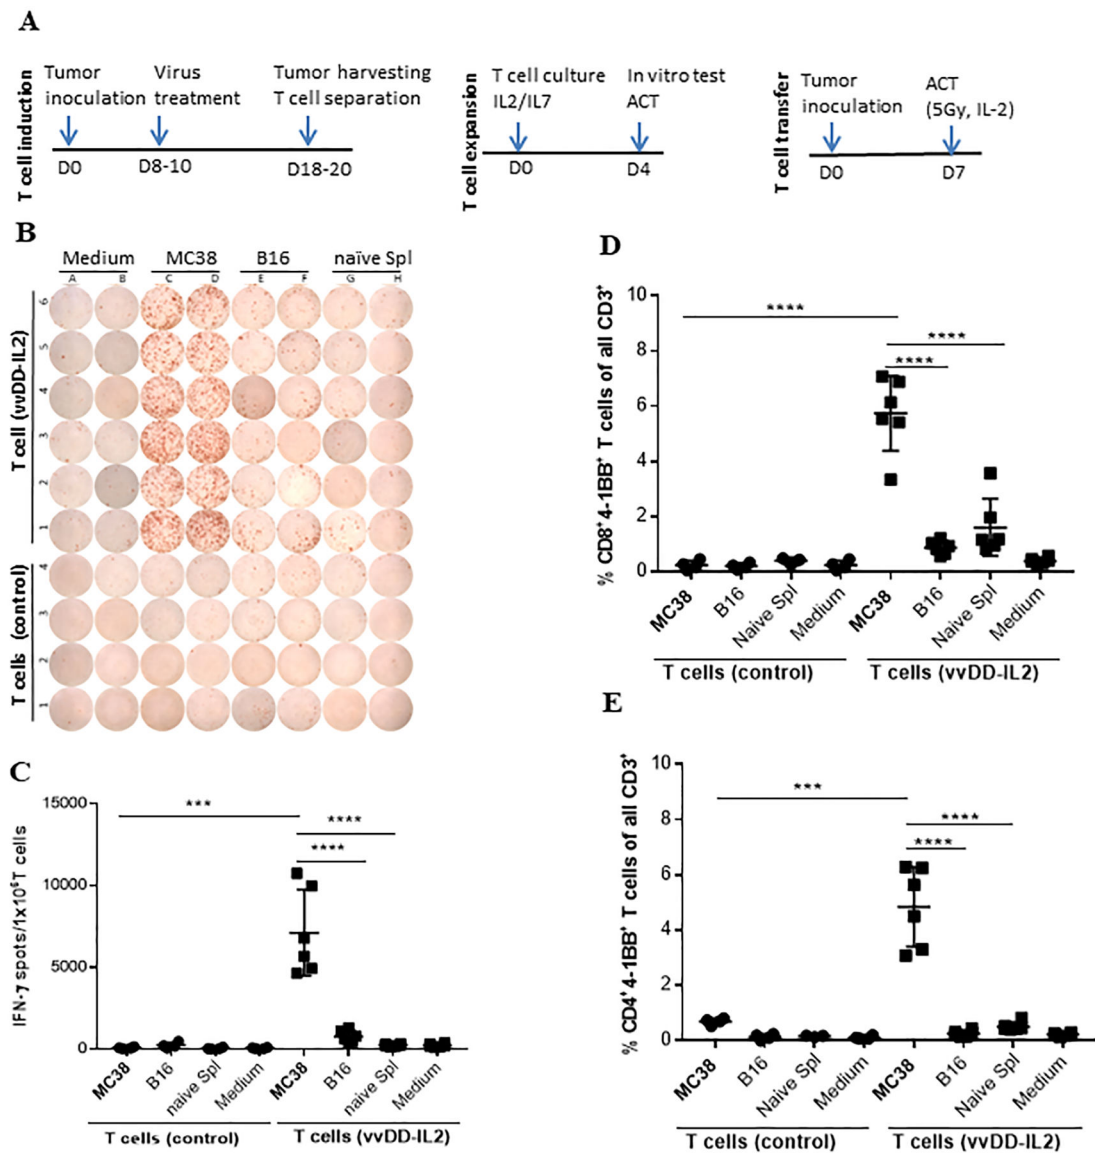 A
T cell induction
Tumor inoculation
Virus treatment
Tumor harvesting
T cell separation
D0
D8-10
D18-20
T cell expansion
T cell culture
IL2/IL7
In vitro test
ACT
D0
D4
T cell transfer
Tumor inoculation
ACT
(5Gy, IL-2)
D0
D7
B
Medium MC38 B16 naïve Spl
A B C D E F G H
T cell (vvDD-IL2)
6
5
4
3
2
1
T cells (control)
4
3
2
1
C
IFN-γ spots/1x10⁶T cells
15000
10000
5000
0
***
****
****
MC38
B16
naive Spl
Medium
MC38
B16
naive Spl
Medium
T cells (control)
T cells (vvDD-IL2)
D
% CD8⁺4-1BB⁺ T cells of all CD3⁺
10
8
6
4
2
0
****
****
****
MC38
B16
Naive Spl
Medium
MC38
B16
Naive Spl
Medium
T cells (control)
T cells (vvDD-IL2)
E
% CD4⁺4-1BB⁺ T cells of all CD3⁺
10
8
6
4
2
0
***
****
****
MC38
B16
Naive Spl
Medium
MC38
B16
Naive Spl
Medium
T cells (control)
T cells (vvDD-IL2)